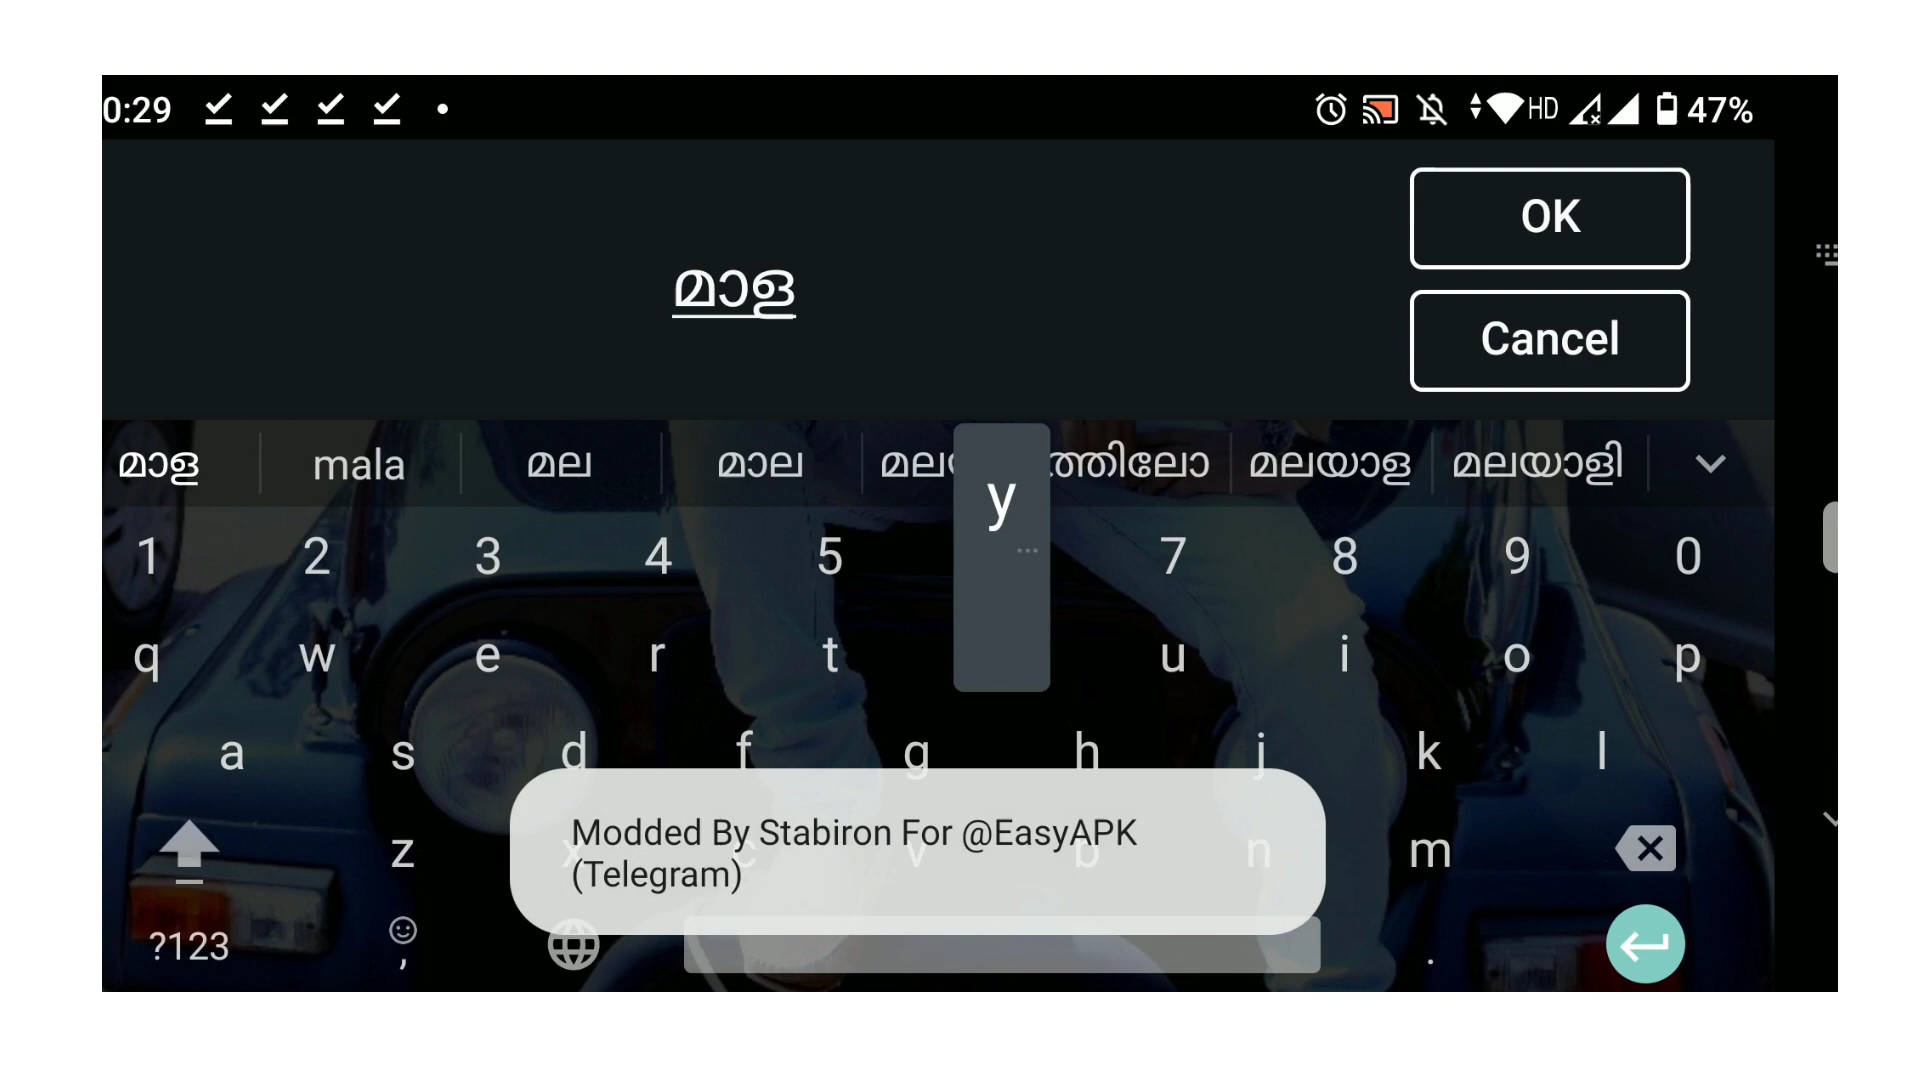 0:29 HD 47%
OK
മാള
Cancel
മാള mala മല മാല മലയാള മലയാളി
y
1 2 3 4 5 7 8 9 0
q w e r t u i o p
a s d f g h j k l
z x c v b n m
Modded By Stabiron For @EasyAPK
(Telegram)
?123 , .